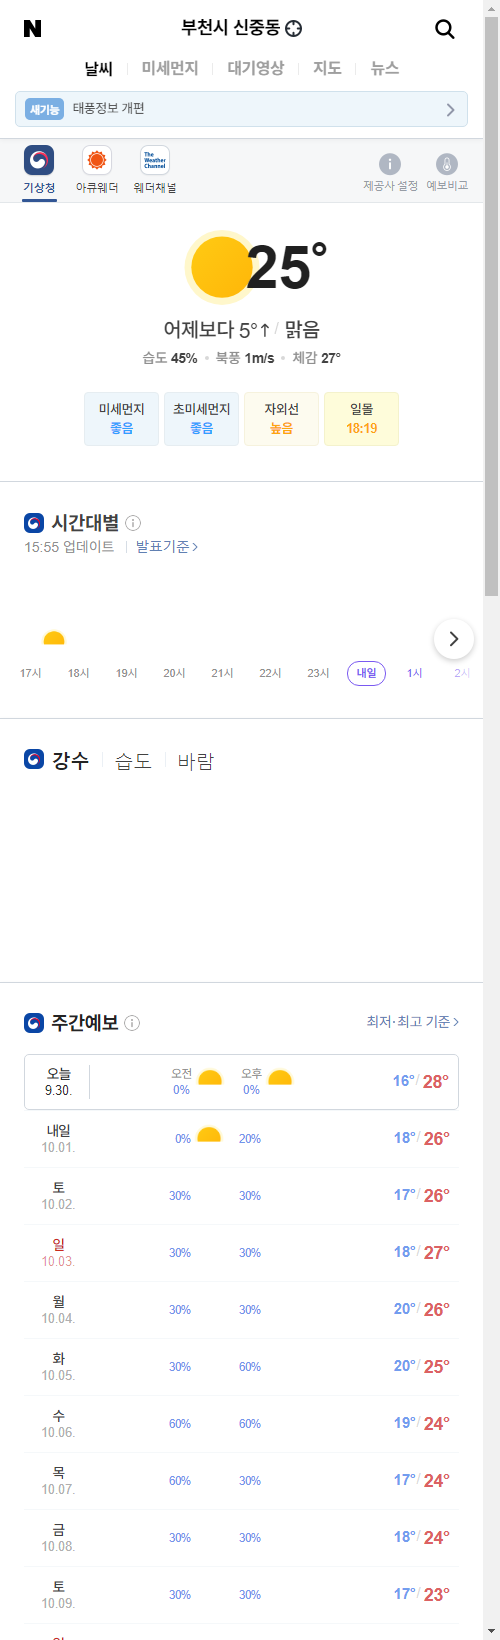 N
부천시 신중동
날씨 미세먼지 대기영상 지도 뉴스
새기능 태풍정보 개편
The Weather Channel
기상청 아큐웨더 웨더채널 제공사 설정 예보비교
25°
어제보다 5°↑ / 맑음
습도 45% • 북풍 1m/s • 체감 27°
미세먼지 초미세먼지 자외선 일몰
좋음 좋음 높음 18:19
시간대별
15:55 업데이트 발표기준 >
17시 18시 19시 20시 21시 22시 23시 내일 1시 2시
강수 습도 바람
주간예보 최저·최고 기준 >
오늘 오전 오후
9.30. 0% 0% 16°/ 28°
내일 0% 20% 18°/ 26°
10.01.
토 30% 30% 17°/ 26°
10.02.
일 30% 30% 18°/ 27°
10.03.
월 30% 30% 20°/ 26°
10.04.
화 30% 60% 20°/ 25°
10.05.
수 60% 60% 19°/ 24°
10.06.
목 60% 30% 17°/ 24°
10.07.
금 30% 30% 18°/ 24°
10.08.
토 30% 30% 17°/ 23°
10.09.